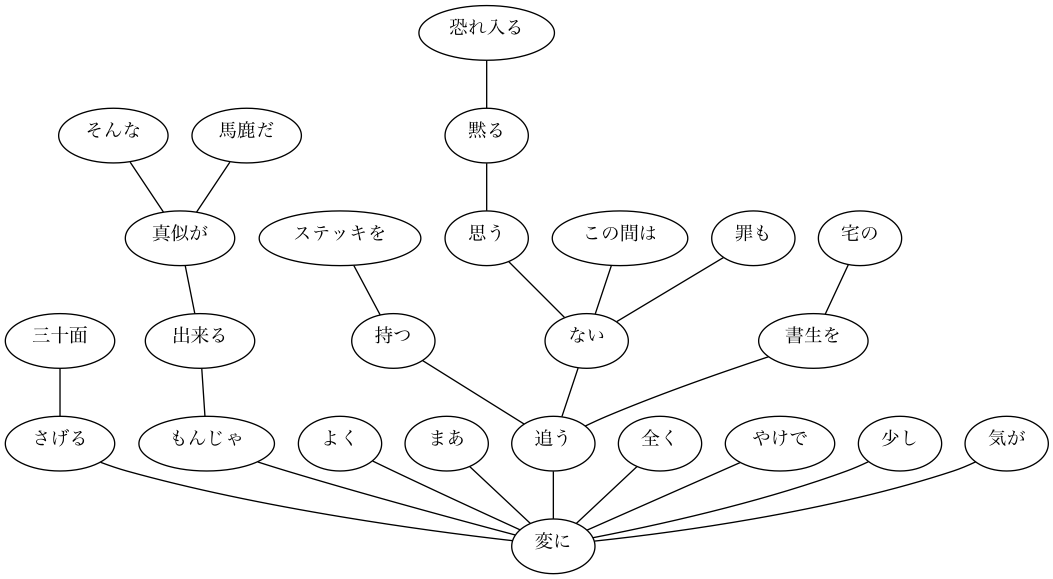 恐れ入る
そんな
馬鹿だ
黙る
真似が
ステッキを
思う
この間は
罪も
宅の
三十面
出来る
持つ
ない
書生を
さげる
もんじゃ
よく
まあ
追う
全く
やけで
少し
気が
変に